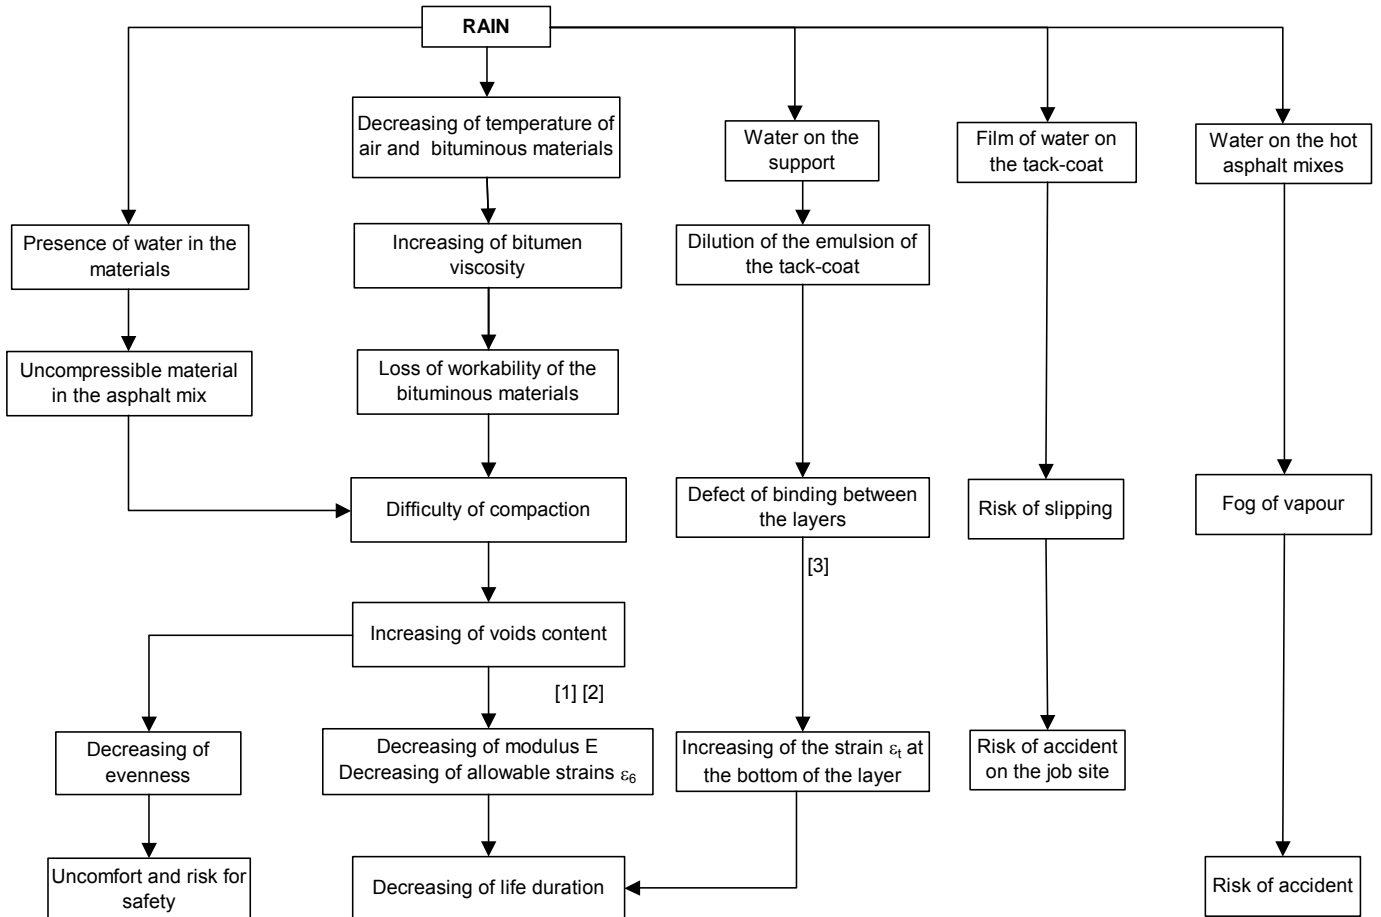 RAIN
Decreasing of temperature of
air and bituminous materials
Water on the
support
Film of water on
the tack-coat
Water on the hot
asphalt mixes
Presence of water in the
materials
Increasing of bitumen
viscosity
Dilution of the emulsion of
the tack-coat
Uncompressible material
in the asphalt mix
Loss of workability of the
bituminous materials
Difficulty of compaction
Defect of binding between
the layers
Risk of slipping
Fog of vapour
[3]
Increasing of voids content
[1] [2]
Decreasing of
evenness
Decreasing of modulus E
Decreasing of allowable strains ε6
Increasing of the strain εt at
the bottom of the layer
Risk of accident
on the job site
Uncomfort and risk for
safety
Decreasing of life duration
Risk of accident